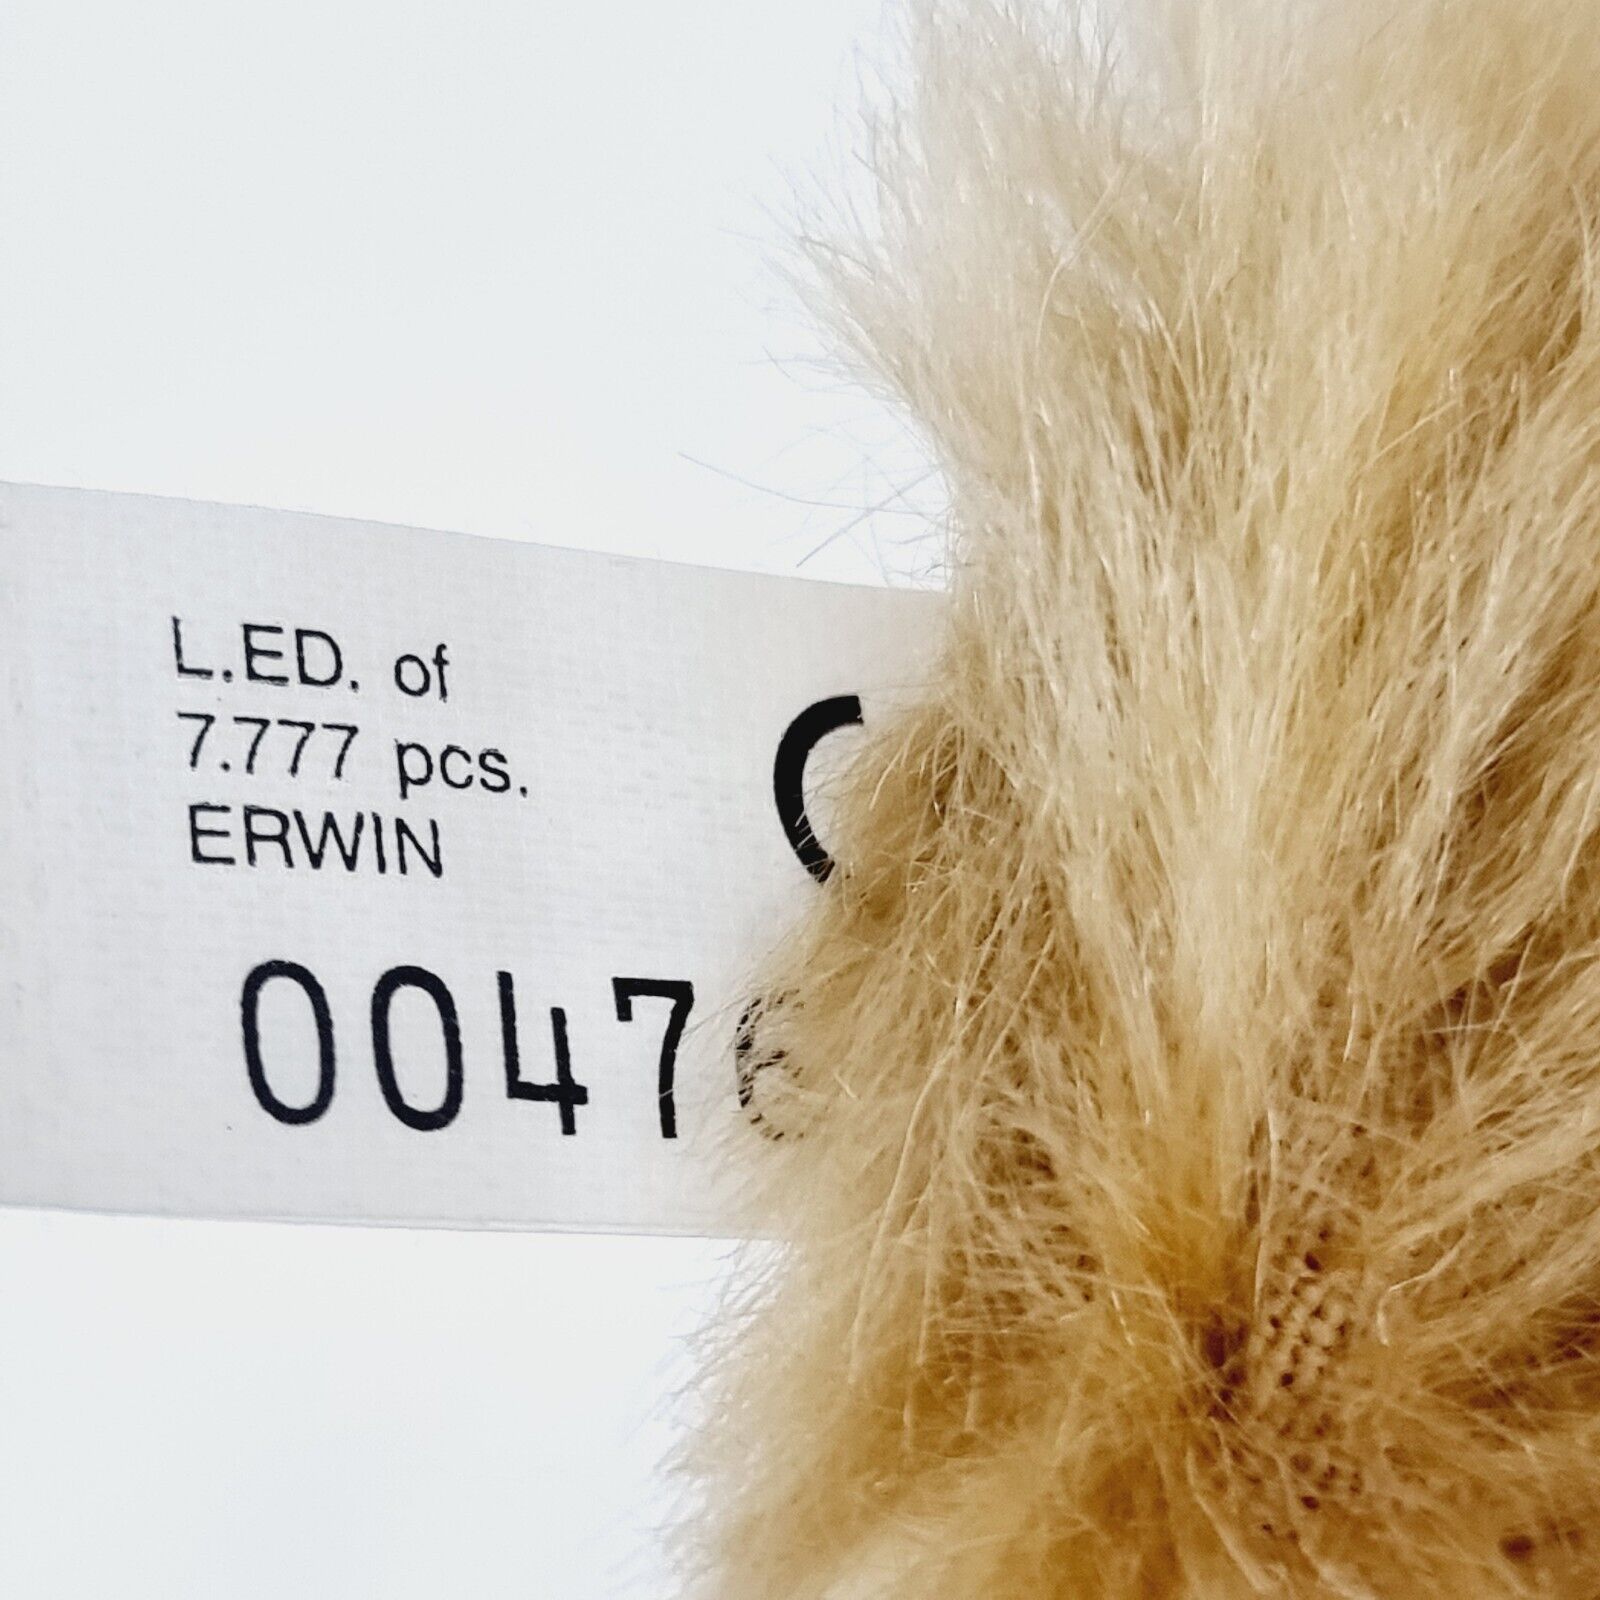 L.ED. of
7.777 pcs.
ERWIN
0047